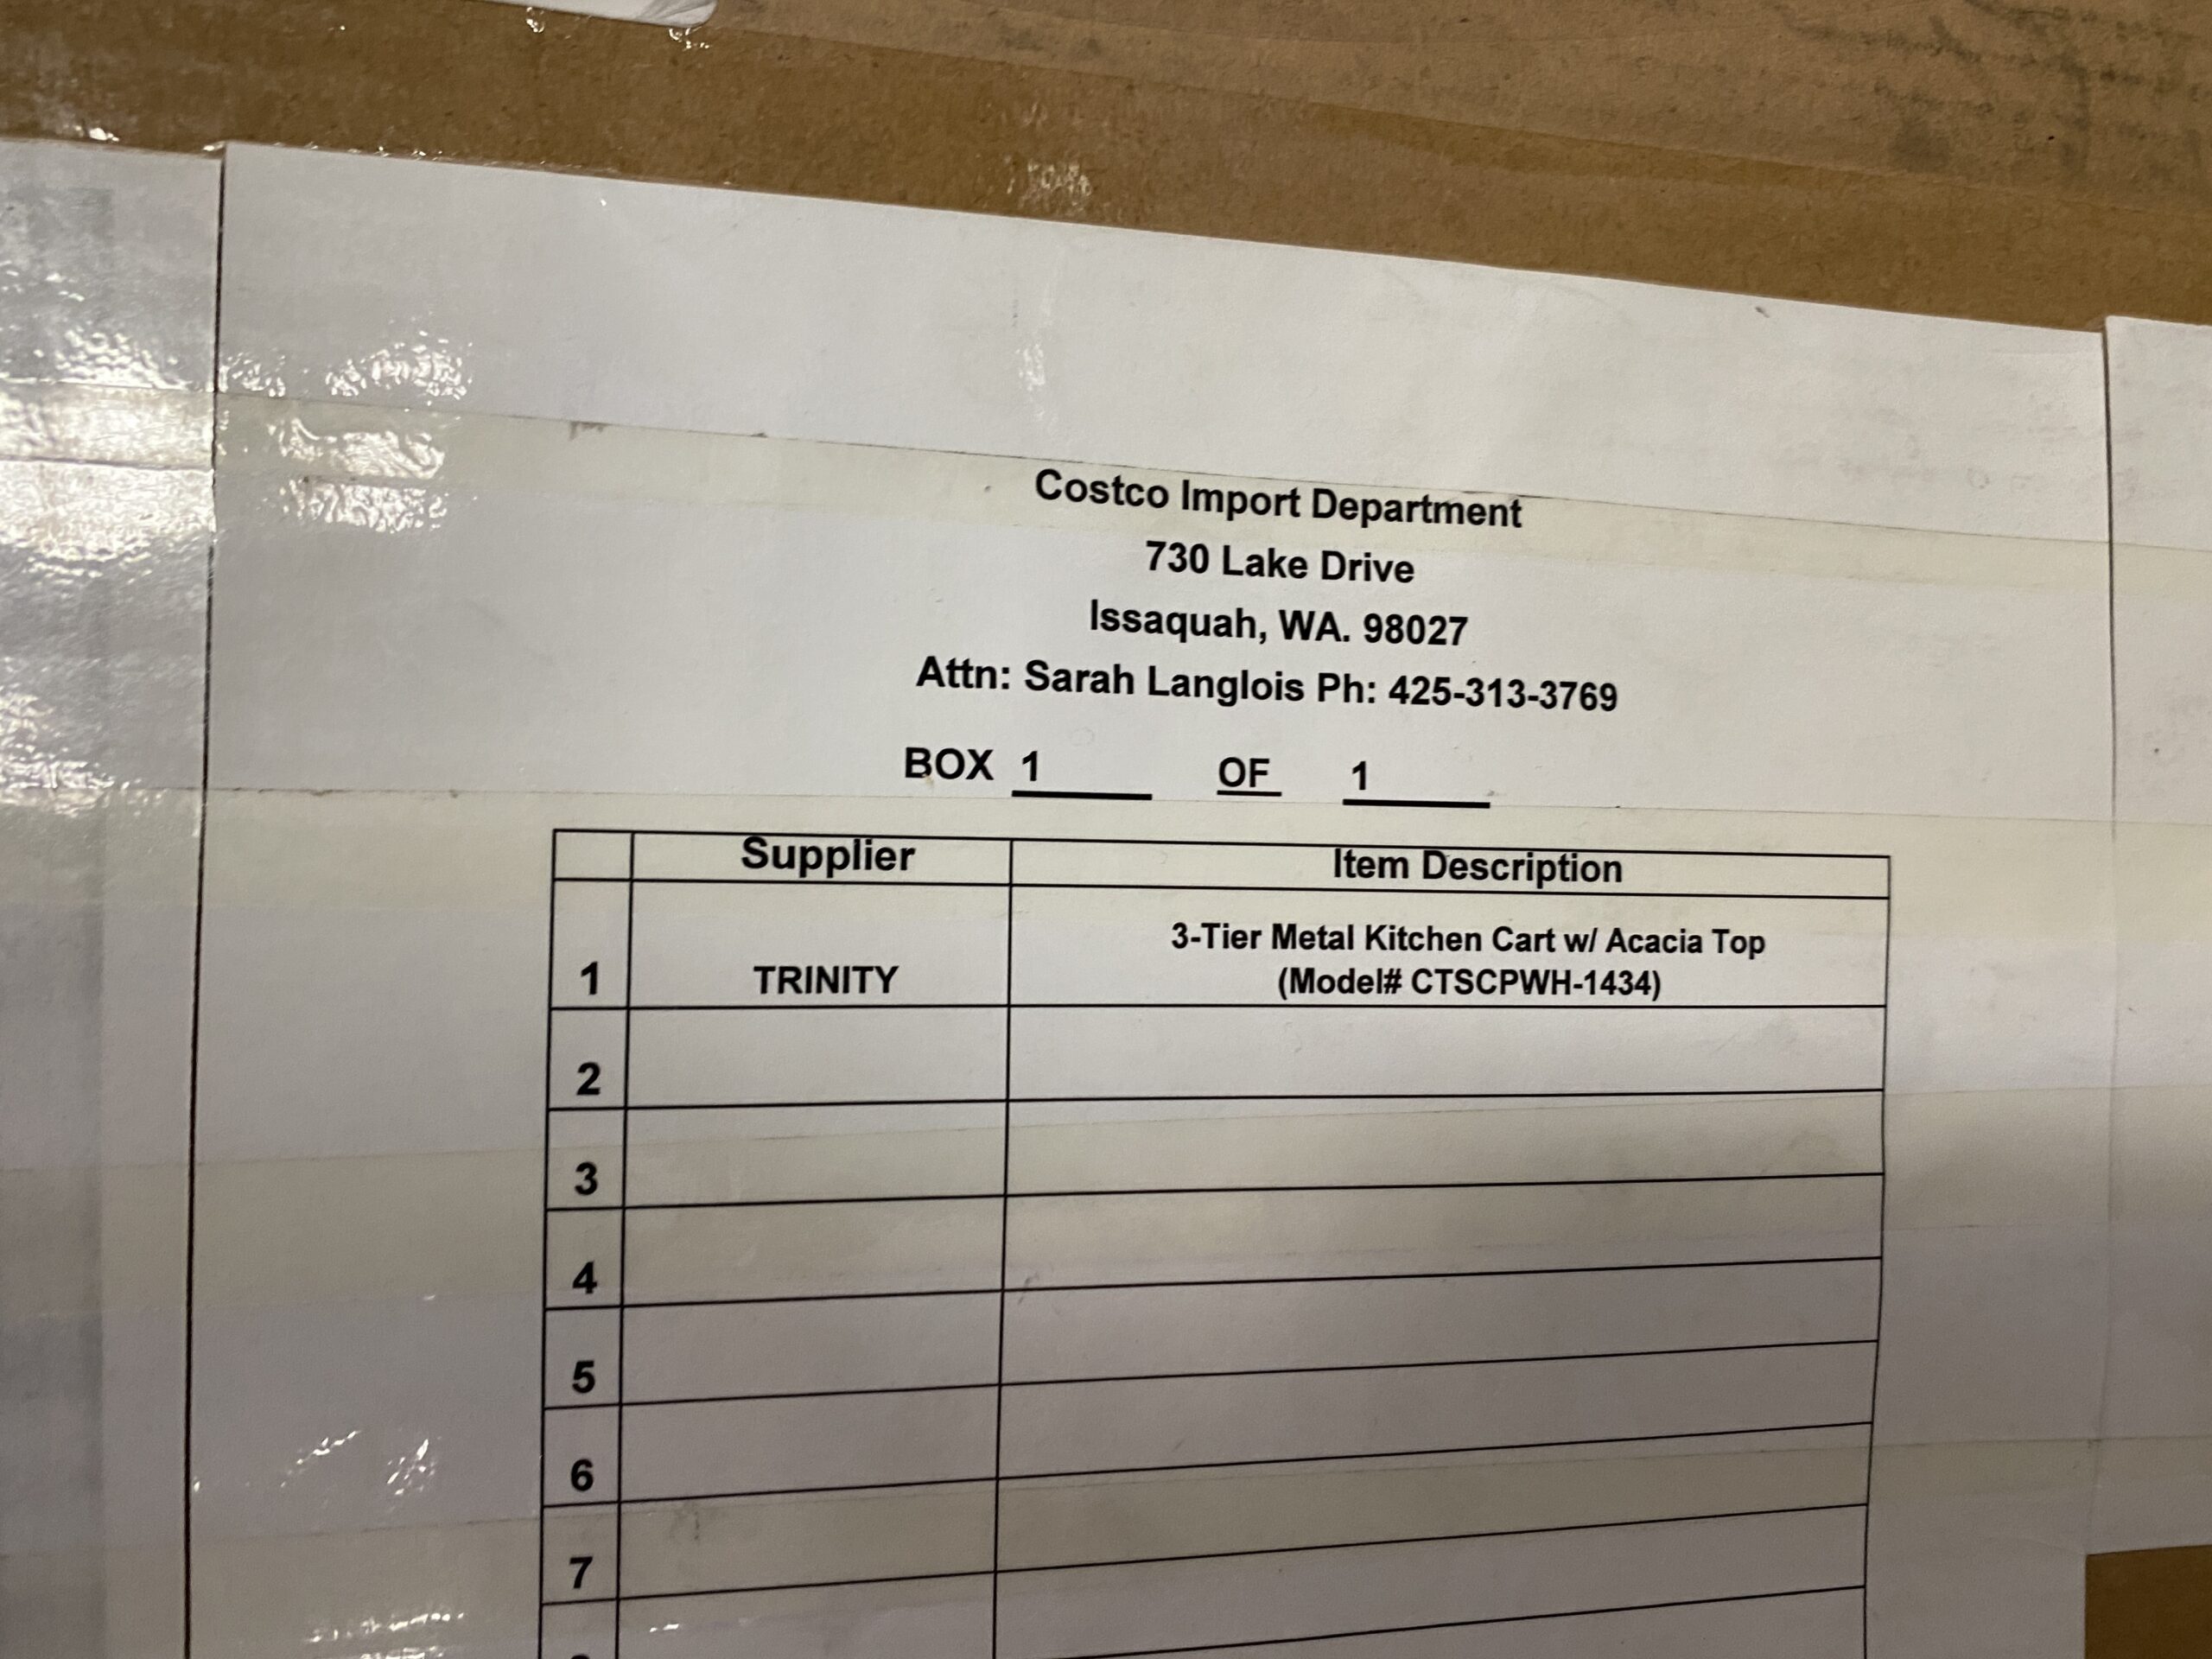 Costco Import Department
730 Lake Drive
Issaquah, WA. 98027
Attn: Sarah Langlois Ph: 425-313-3769
BOX 1 OF 1
Supplier Item Description
1 TRINITY 3-Tier Metal Kitchen Cart w/ Acacia Top
(Model# CTSCPWH-1434)
2
3
4
5
6
7